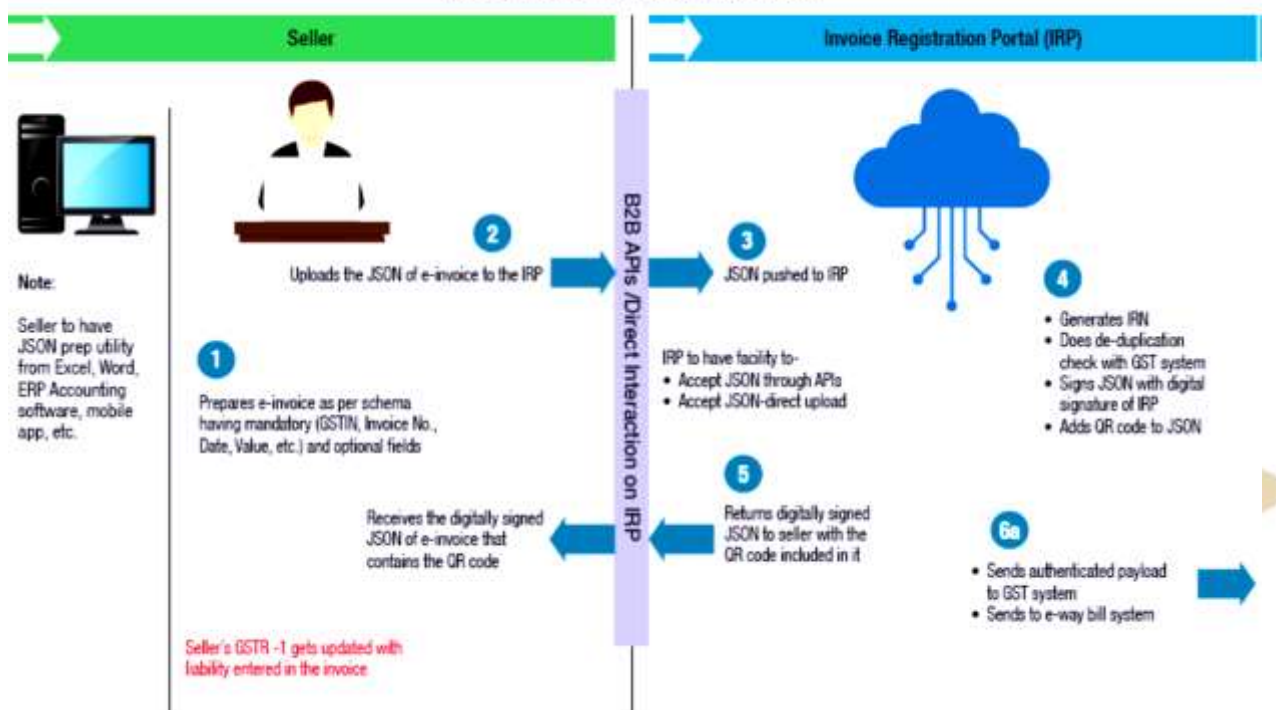 Seller
Invoice Registration Portal (IRP)
Note:
Seller to have
JSON prep utility
from Excel, Word,
ERP Accounting
software, mobile
app, etc.
1
Prepares e-invoice as per schema
having mandatory (GSTIN, Invoice No.,
Date, Value, etc.) and optional fields
2
Uploads the JSON of e-invoice to the IRP
B2B APIs /Direct Interaction on IRP
3
JSON pushed to IRP
IRP to have facility to-
• Accept JSON through APIs
• Accept JSON-direct upload
4
• Generates IRN
• Does de-duplication
check with GST system
• Signs JSON with digital
signature of IRP
• Adds QR code to JSON
5
Returns digitally signed
JSON to seller with the
QR code included in it
Receives the digitally signed
JSON of e-invoice that
contains the QR code
6a
• Sends authenticated payload
to GST system
• Sends to e-way bill system
Seller's GSTR -1 gets updated with
liability entered in the invoice